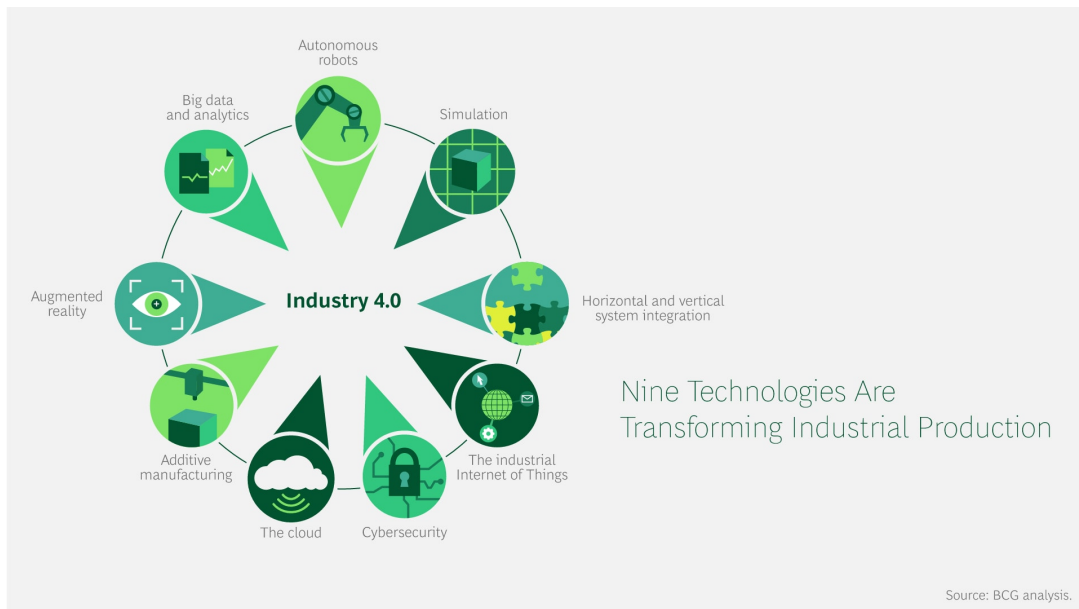 Autonomous
robots
Big data
and analytics
Simulation
Augmented
reality
Industry 4.0
Horizontal and vertical
system integration
Nine Technologies Are
Transforming Industrial Production
Additive
manufacturing
The industrial
Internet of Things
The cloud
Cybersecurity
Source: BCG analysis.